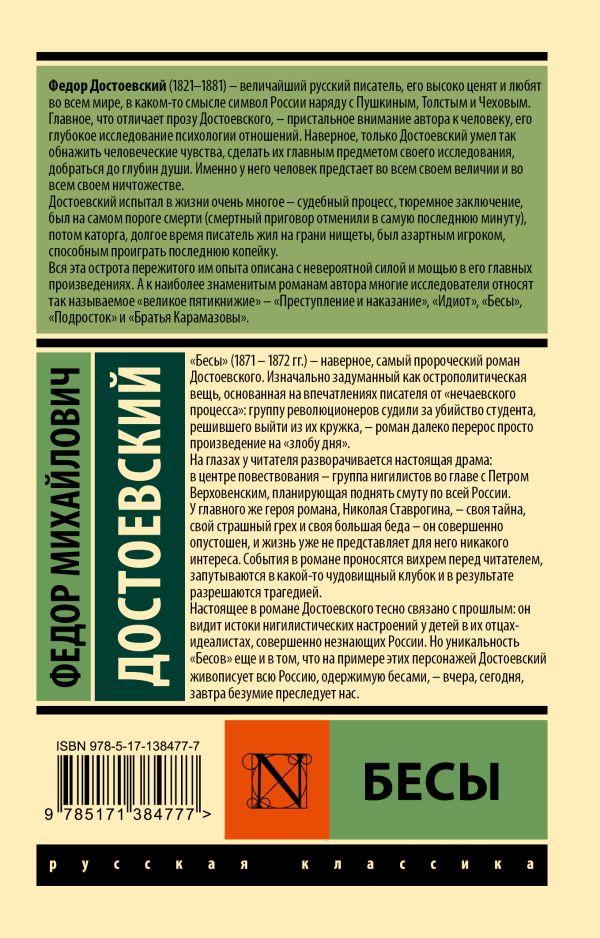 Федор Достоевский (1821–1881) – величайший русский писатель, его высоко ценят и любят
во всем мире, в каком-то смысле символ России наряду с Пушкиным, Толстым и Чеховым.
Главное, что отличает прозу Достоевского, – пристальное внимание автора к человеку, его
глубокое исследование психологии отношений. Наверное, только Достоевский умел так
обнажить человеческие чувства, сделать их главным предметом своего исследования,
добраться до глубин души. Именно у него человек предстает во всем своем величии и во
всем своем ничтожестве.
Достоевский испытал в жизни очень многое – судебный процесс, тюремное заключение,
был на самом пороге смерти (смертный приговор отменили в самую последнюю минуту),
потом каторга, долгое время писатель жил на грани нищеты, был азартным игроком,
способным проиграть последнюю копейку.
Вся эта острота пережитого им опыта описана с невероятной силой и мощью в его главных
произведениях. А к наиболее знаменитым романам автора многие исследователи относят
так называемое «великое пятикнижие» – «Преступление и наказание», «Идиот», «Бесы»,
«Подросток» и «Братья Карамазовы».
ФЕДОР МИХАЙЛОВИЧ
ДОСТОЕВСКИЙ
«Бесы» (1871 – 1872 гг.) – наверное, самый пророческий роман
Достоевского. Изначально задуманный как острополитическая
вещь, основанная на впечатлениях писателя от «нечаевского
процесса»: группу революционеров судили за убийство студента,
решившего выйти из их кружка, – роман далеко перерос просто
произведение на «злобу дня».
На глазах у читателя разворачивается настоящая драма:
в центре повествования – группа нигилистов во главе с Петром
Верховенским, планирующая поднять смуту по всей России.
У главного же героя романа, Николая Ставрогина, – своя тайна,
свой страшный грех и своя большая беда – он совершенно
опустошен, и жизнь уже не представляет для него никакого
интереса. События в романе проносятся вихрем перед читателем,
запутываются в какой-то чудовищный клубок и в результате
разрешаются трагедией.
Настоящее в романе Достоевского тесно связано с прошлым: он
видит истоки нигилистических настроений у детей в их отцах-
идеалистах, совершенно незнающих России. Но уникальность
«Бесов» еще и в том, что на примере этих персонажей Достоевский
живописует всю Россию, одержимую бесами, – вчера, сегодня,
завтра безумие преследует нас.
ISBN 978-5-17-138477-7
9 785171 384777 >
N
БЕСЫ
русская классика